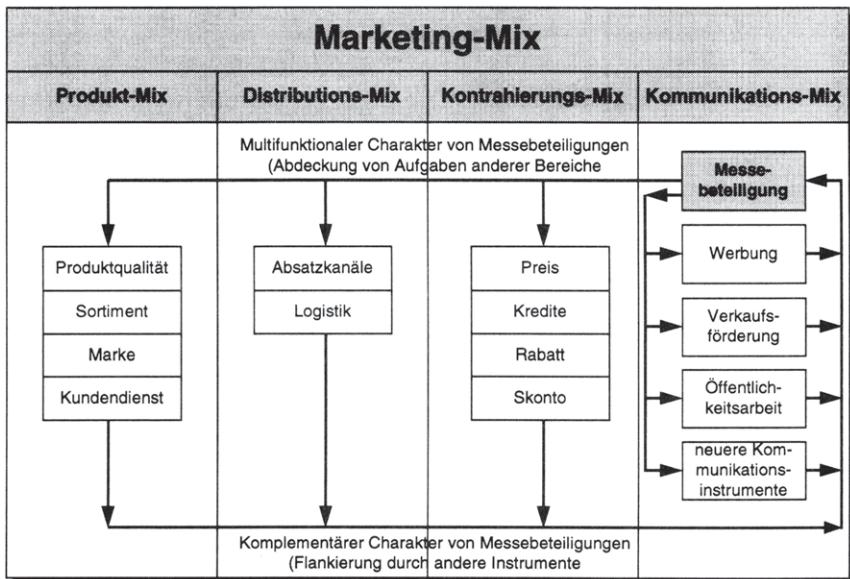 Marketing-Mix
Produkt-Mix
Distributions-Mix
Kontrahierungs-Mix
Kommunikations-Mix
Multifunktionaler Charakter von Messebeteiligungen
(Abdeckung von Aufgaben anderer Bereiche
Messe-
beteiligung
Produktqualität
Sortiment
Marke
Kundendienst
Absatzkanäle
Logistik
Preis
Kredite
Rabatt
Skonto
Werbung
Verkaufs-
förderung
Öffentlich-
keitsarbeit
neuere Kom-
munikations-
instrumente
Komplementärer Charakter von Messebeteiligungen
(Flankierung durch andere Instrumente